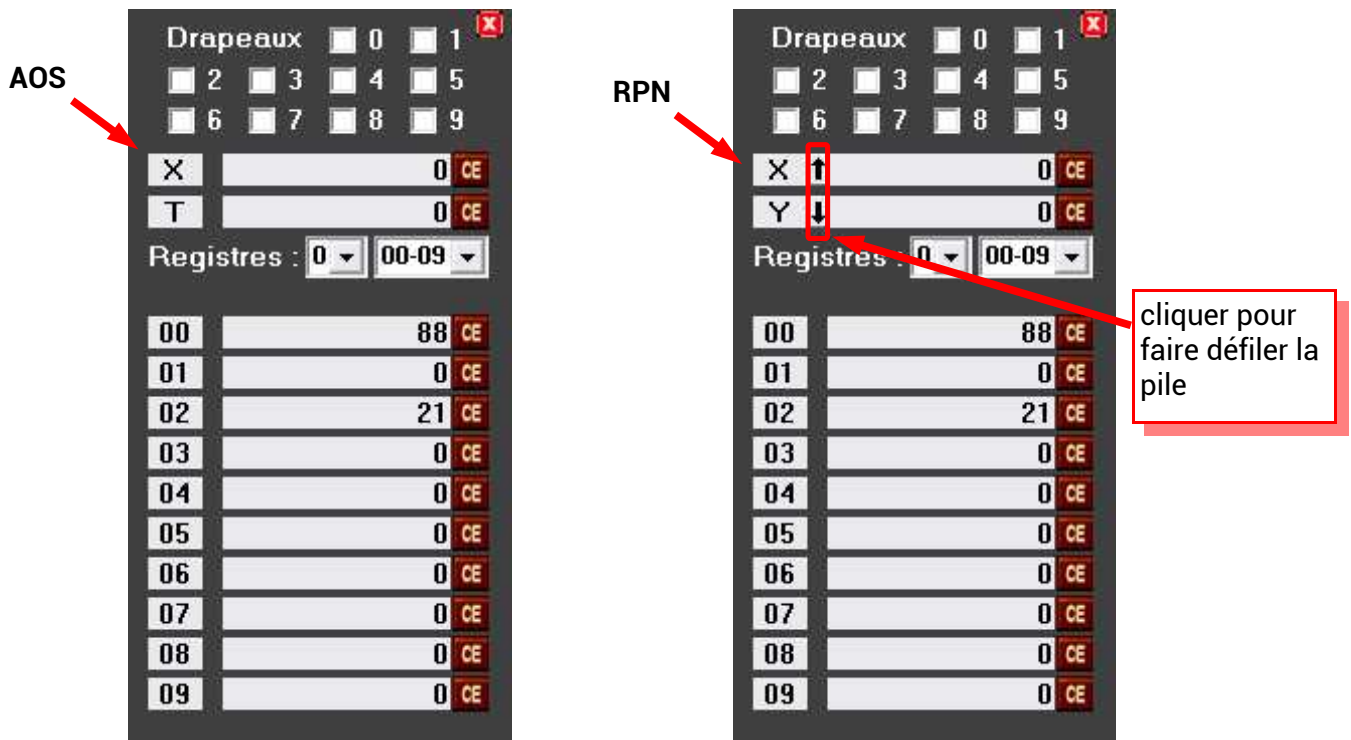 AOS
Drapeaux 0 1
2 3 4 5
6 7 8 9
X 0 CE
T 0 CE
Registres : 0 00-09
00 88 CE
01 0 CE
02 21 CE
03 0 CE
04 0 CE
05 0 CE
06 0 CE
07 0 CE
08 0 CE
09 0 CE
RPN
Drapeaux 0 1
2 3 4 5
6 7 8 9
X ↑ 0 CE
Y ↓ 0 CE
Registres : 0 00-09
00 88 CE
01 0 CE
02 21 CE
03 0 CE
04 0 CE
05 0 CE
06 0 CE
07 0 CE
08 0 CE
09 0 CE
cliquer pour
faire défiler la
pile